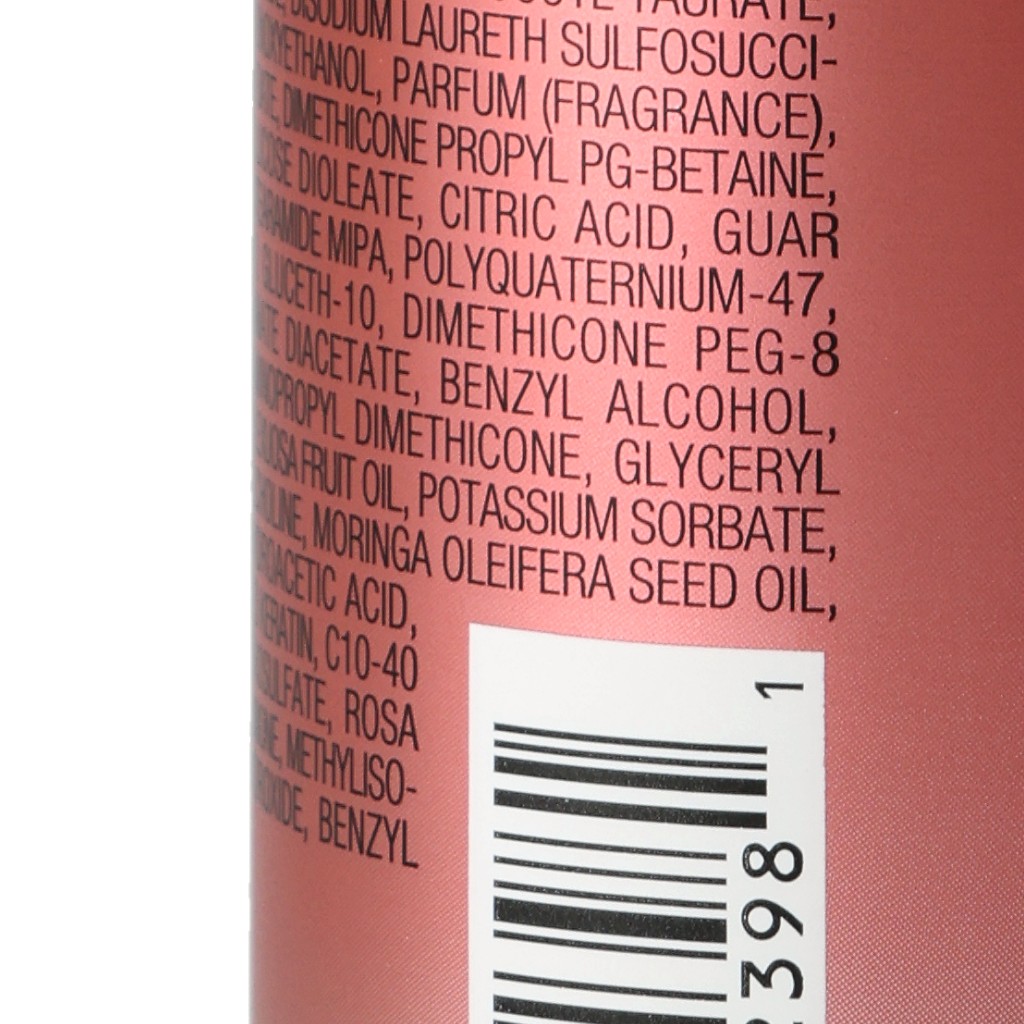 TAURATE,
DISODIUM LAURETH SULFOSUCCI-
PARFUM (FRAGRANCE),
DIMETHICONE PROPYL PG-BETAINE,
DIOLEATE, CITRIC ACID, GUAR
MIPA, POLYQUATERNIUM-47,
GLUCETH-10, DIMETHICONE PEG-8
DIACETATE, BENZYL ALCOHOL,
DIMETHICONE, GLYCERYL
FRUIT OIL, POTASSIUM SORBATE,
MORINGA OLEIFERA SEED OIL,
ACID,
C10-40
ROSA
METHYLISO-
BENZYL
1
398